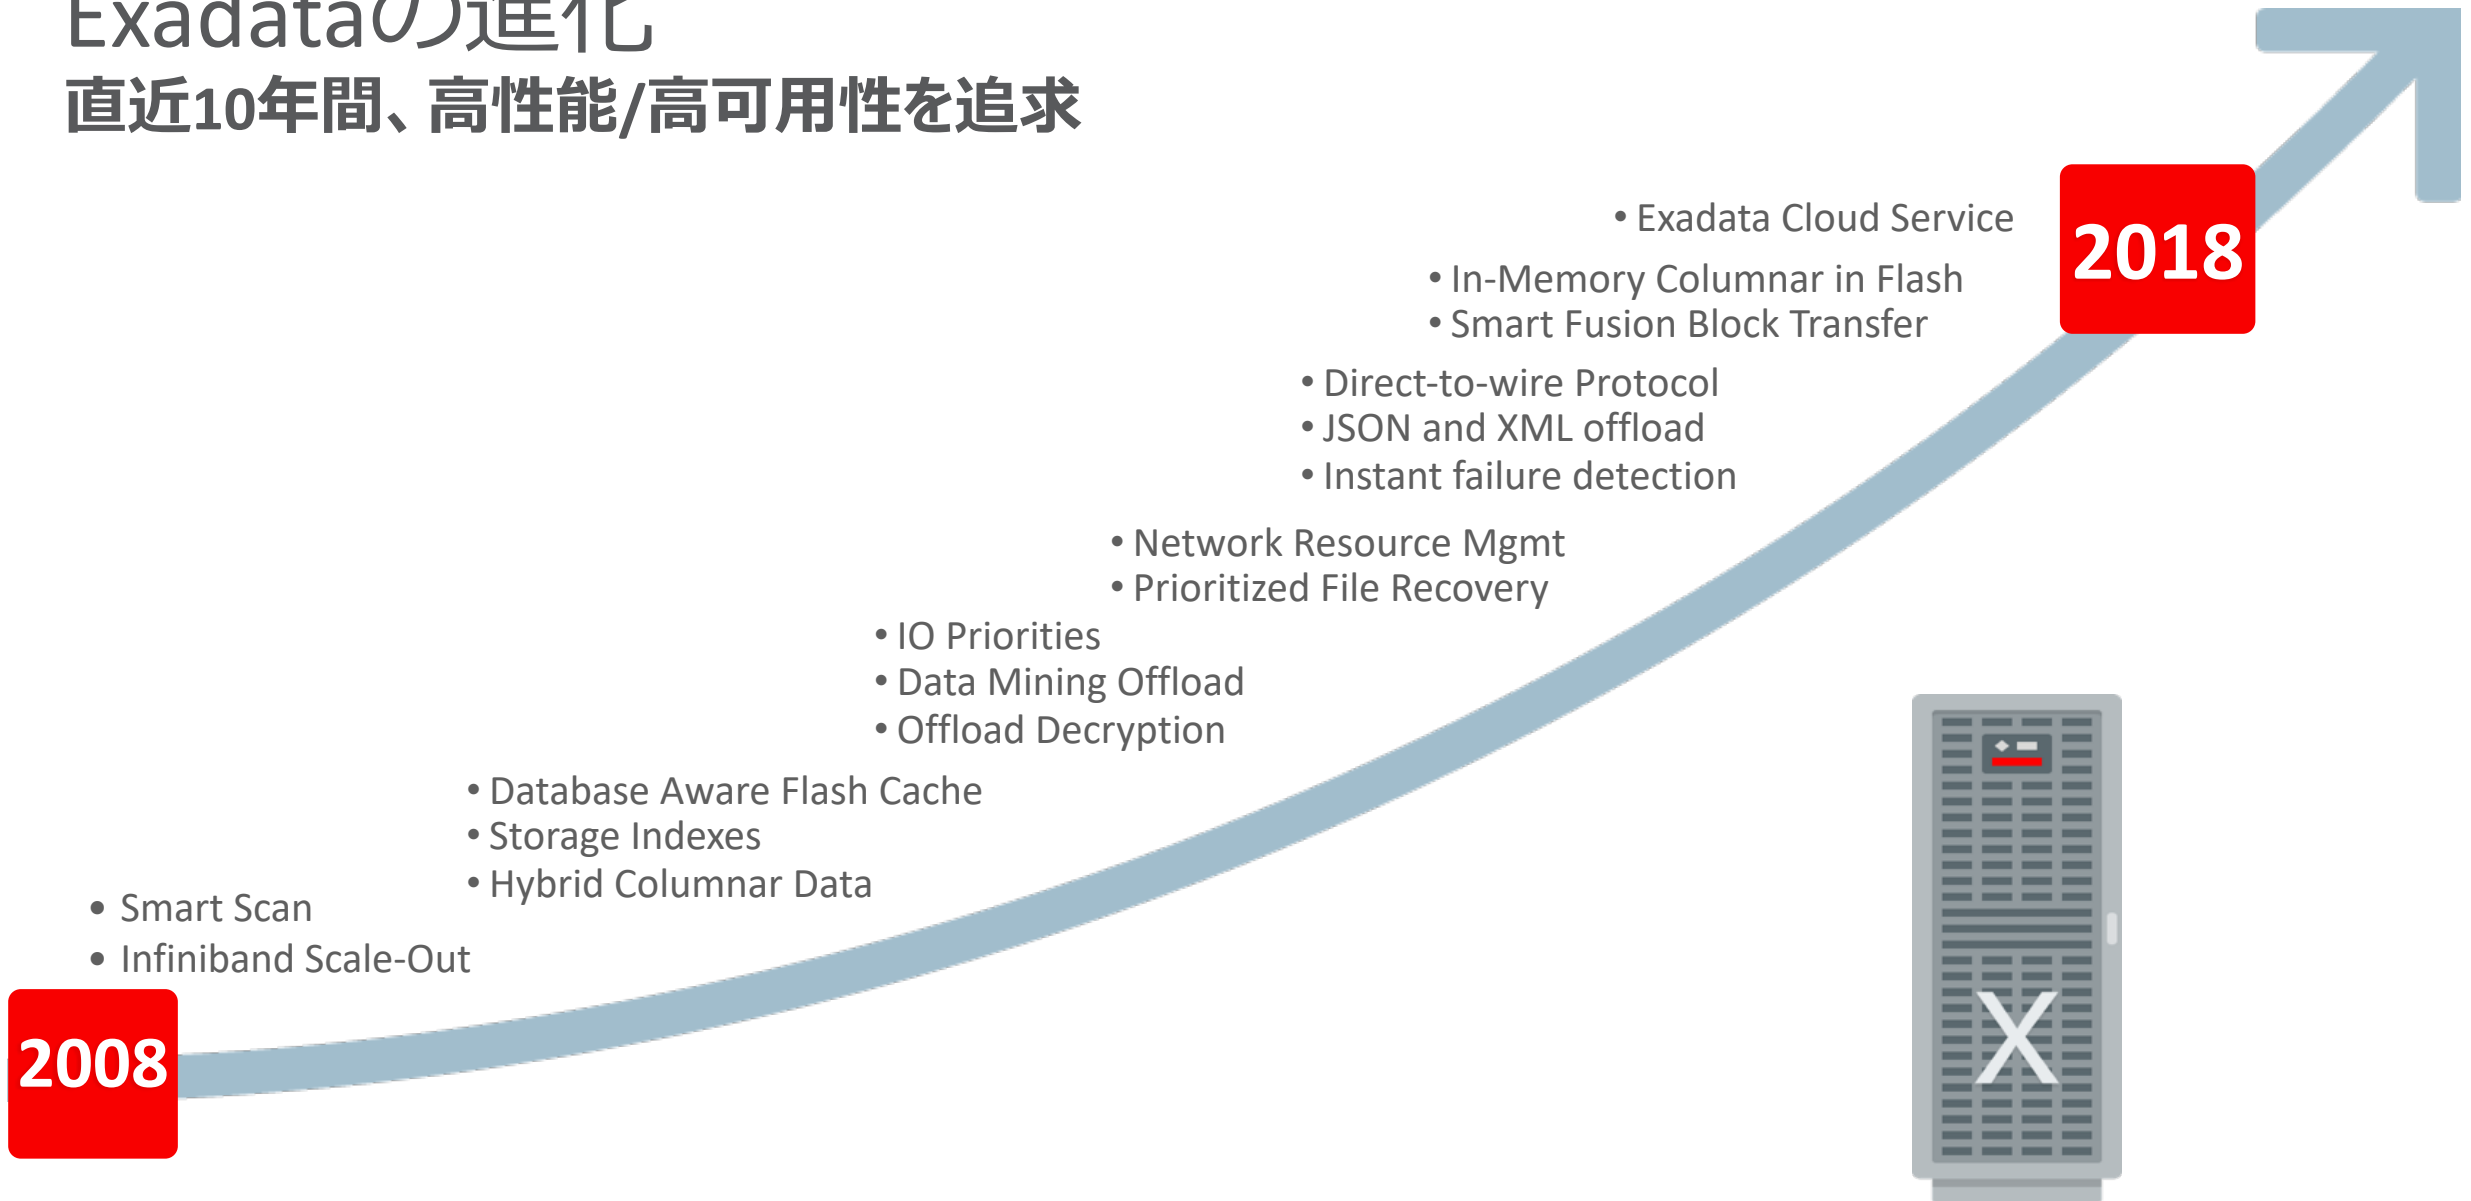 Exadataの進化
直近10年間、高性能/高可用性を追求
• Exadata Cloud Service
2018
• In-Memory Columnar in Flash
• Smart Fusion Block Transfer
• Direct-to-wire Protocol
• JSON and XML offload
• Instant failure detection
• Network Resource Mgmt
• Prioritized File Recovery
• IO Priorities
• Data Mining Offload
• Offload Decryption
• Database Aware Flash Cache
• Storage Indexes
• Hybrid Columnar Data
• Smart Scan
• Infiniband Scale-Out
2008
X